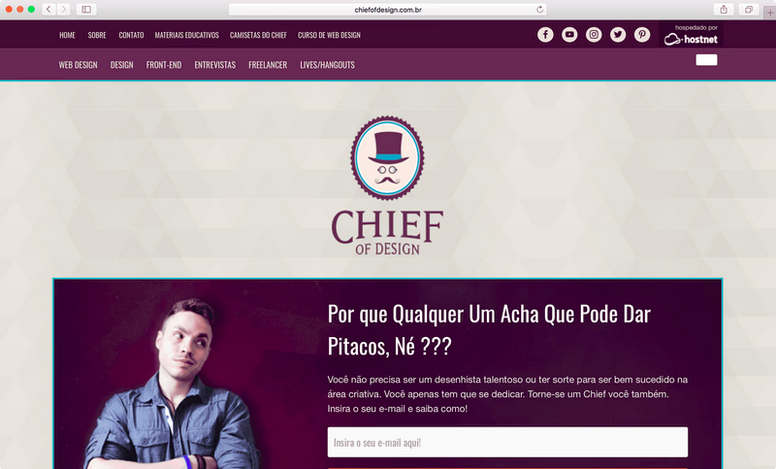 chiefofdesign.com.br
HOME SOBRE CONTATO MATERIAIS EDUCATIVOS CAMISETAS DO CHIEF CURSO DE WEB DESIGN
hospedado por
hostnet
WEB DESIGN DESIGN FRONT-END ENTREVISTAS FREELANCER LIVES/HANGOUTS
CHIEF
OF DESIGN
Por que Qualquer Um Acha Que Pode Dar
Pitacos, Né ???
Você não precisa ser um desenhista talentoso ou ter sorte para ser bem sucedido na
área criativa. Você apenas tem que se dedicar. Torne-se um Chief você também.
Insira o seu e-mail e saiba como!
Insira o seu e-mail aqui!